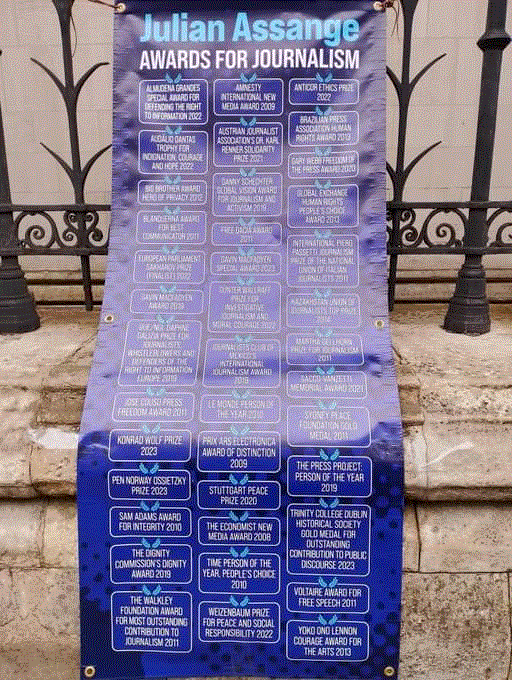 Julian Assange
AWARDS FOR JOURNALISM
ALMUDENA GRANDES
SPECIAL AWARD FOR
DEFENDING THE RIGHT
TO INFORMATION 2022
AUDÁLIO DANTAS
TROPHY FOR
INDIGNATION, COURAGE
AND HOPE 2022
BIG BROTHER AWARD
HERO OF PRIVACY 2012
BLANQUERNA AWARD
FOR BEST
COMMUNICATOR 2011
EUROPEAN PARLIAMENT
SAKHAROV PRIZE
FINALIST 2022
GAVIN MACFADYEN
AWARD 2019
GUE/NGL DAPHNE
GALIZIA PRIZE FOR
JOURNALISTS,
WHISTLEBLOWERS AND
DEFENDERS OF THE
RIGHT TO INFORMATION
EUROPE 2019
JOSE COUSO PRESS
FREEDOM AWARD 2011
KONRAD WOLF PRIZE
2023
PEN NORWAY OSSIETZKY
PRIZE 2023
SAM ADAMS AWARD
FOR INTEGRITY 2010
THE DIGNITY
COMMISSION'S DIGNITY
AWARD 2019
THE WALKLEY
FOUNDATION AWARD
FOR MOST OUTSTANDING
CONTRIBUTION TO
JOURNALISM 2011
AMNESTY
INTERNATIONAL NEW
MEDIA AWARD 2009
AUSTRIAN JOURNALIST
ASSOCIATION'S DR. KARL
RENNER SOLIDARITY
PRIZE 2021
DANNY SCHECHTER
GLOBAL VISION AWARD
FOR JOURNALISM AND
ACTIVISM 2019
FREE DACIA AWARD
2011
GAVIN MACFADYEN
SPECIAL AWARD 2023
GÜNTER WALLRAFF
PRIZE FOR
INVESTIGATIVE
JOURNALISM AND
MORAL COURAGE 2022
JOURNALISTS CLUB OF
MEXICO'S
INTERNATIONAL
JOURNALISM AWARD
2019
LE MONDE PERSON OF
THE YEAR 2010
PRIX ARS ELECTRONICA
AWARD OF DISTINCTION
2009
STUTTGART PEACE
PRIZE 2020
THE ECONOMIST NEW
MEDIA AWARD 2008
TIME PERSON OF THE
YEAR, PEOPLE'S CHOICE
2010
WEIZENBAUM PRIZE
FOR PEACE AND SOCIAL
RESPONSIBILITY 2022
ANTICOR ETHICS PRIZE
2022
BRAZILIAN PRESS
ASSOCIATION HUMAN
RIGHTS AWARD 2013
GARY WEBB FREEDOM OF
THE PRESS AWARD 2020
GLOBAL EXCHANGE
HUMAN RIGHTS
PEOPLE'S CHOICE
AWARD 2013
INTERNATIONAL PIERO
PASSETTI JOURNALISM
PRIZE OF THE NATIONAL
UNION OF ITALIAN
JOURNALISTS 2011
KAZAKHSTAN UNION OF
JOURNALISTS TOP PRIZE
MARTHA GELLHORN
PRIZE FOR JOURNALISM
2011
SACCO VANZETTI
MEMORIAL AWARD 2021
SYDNEY PEACE
FOUNDATION GOLD
MEDAL 2011
THE PRESS PROJECT:
PERSON OF THE YEAR
2019
TRINITY COLLEGE DUBLIN
HISTORICAL SOCIETY
GOLD MEDAL FOR
OUTSTANDING
CONTRIBUTION TO PUBLIC
DISCOURSE 2023
VOLTAIRE AWARD FOR
FREE SPEECH 2011
YOKO ONO LENNON
COURAGE AWARD FOR
THE ARTS 2013